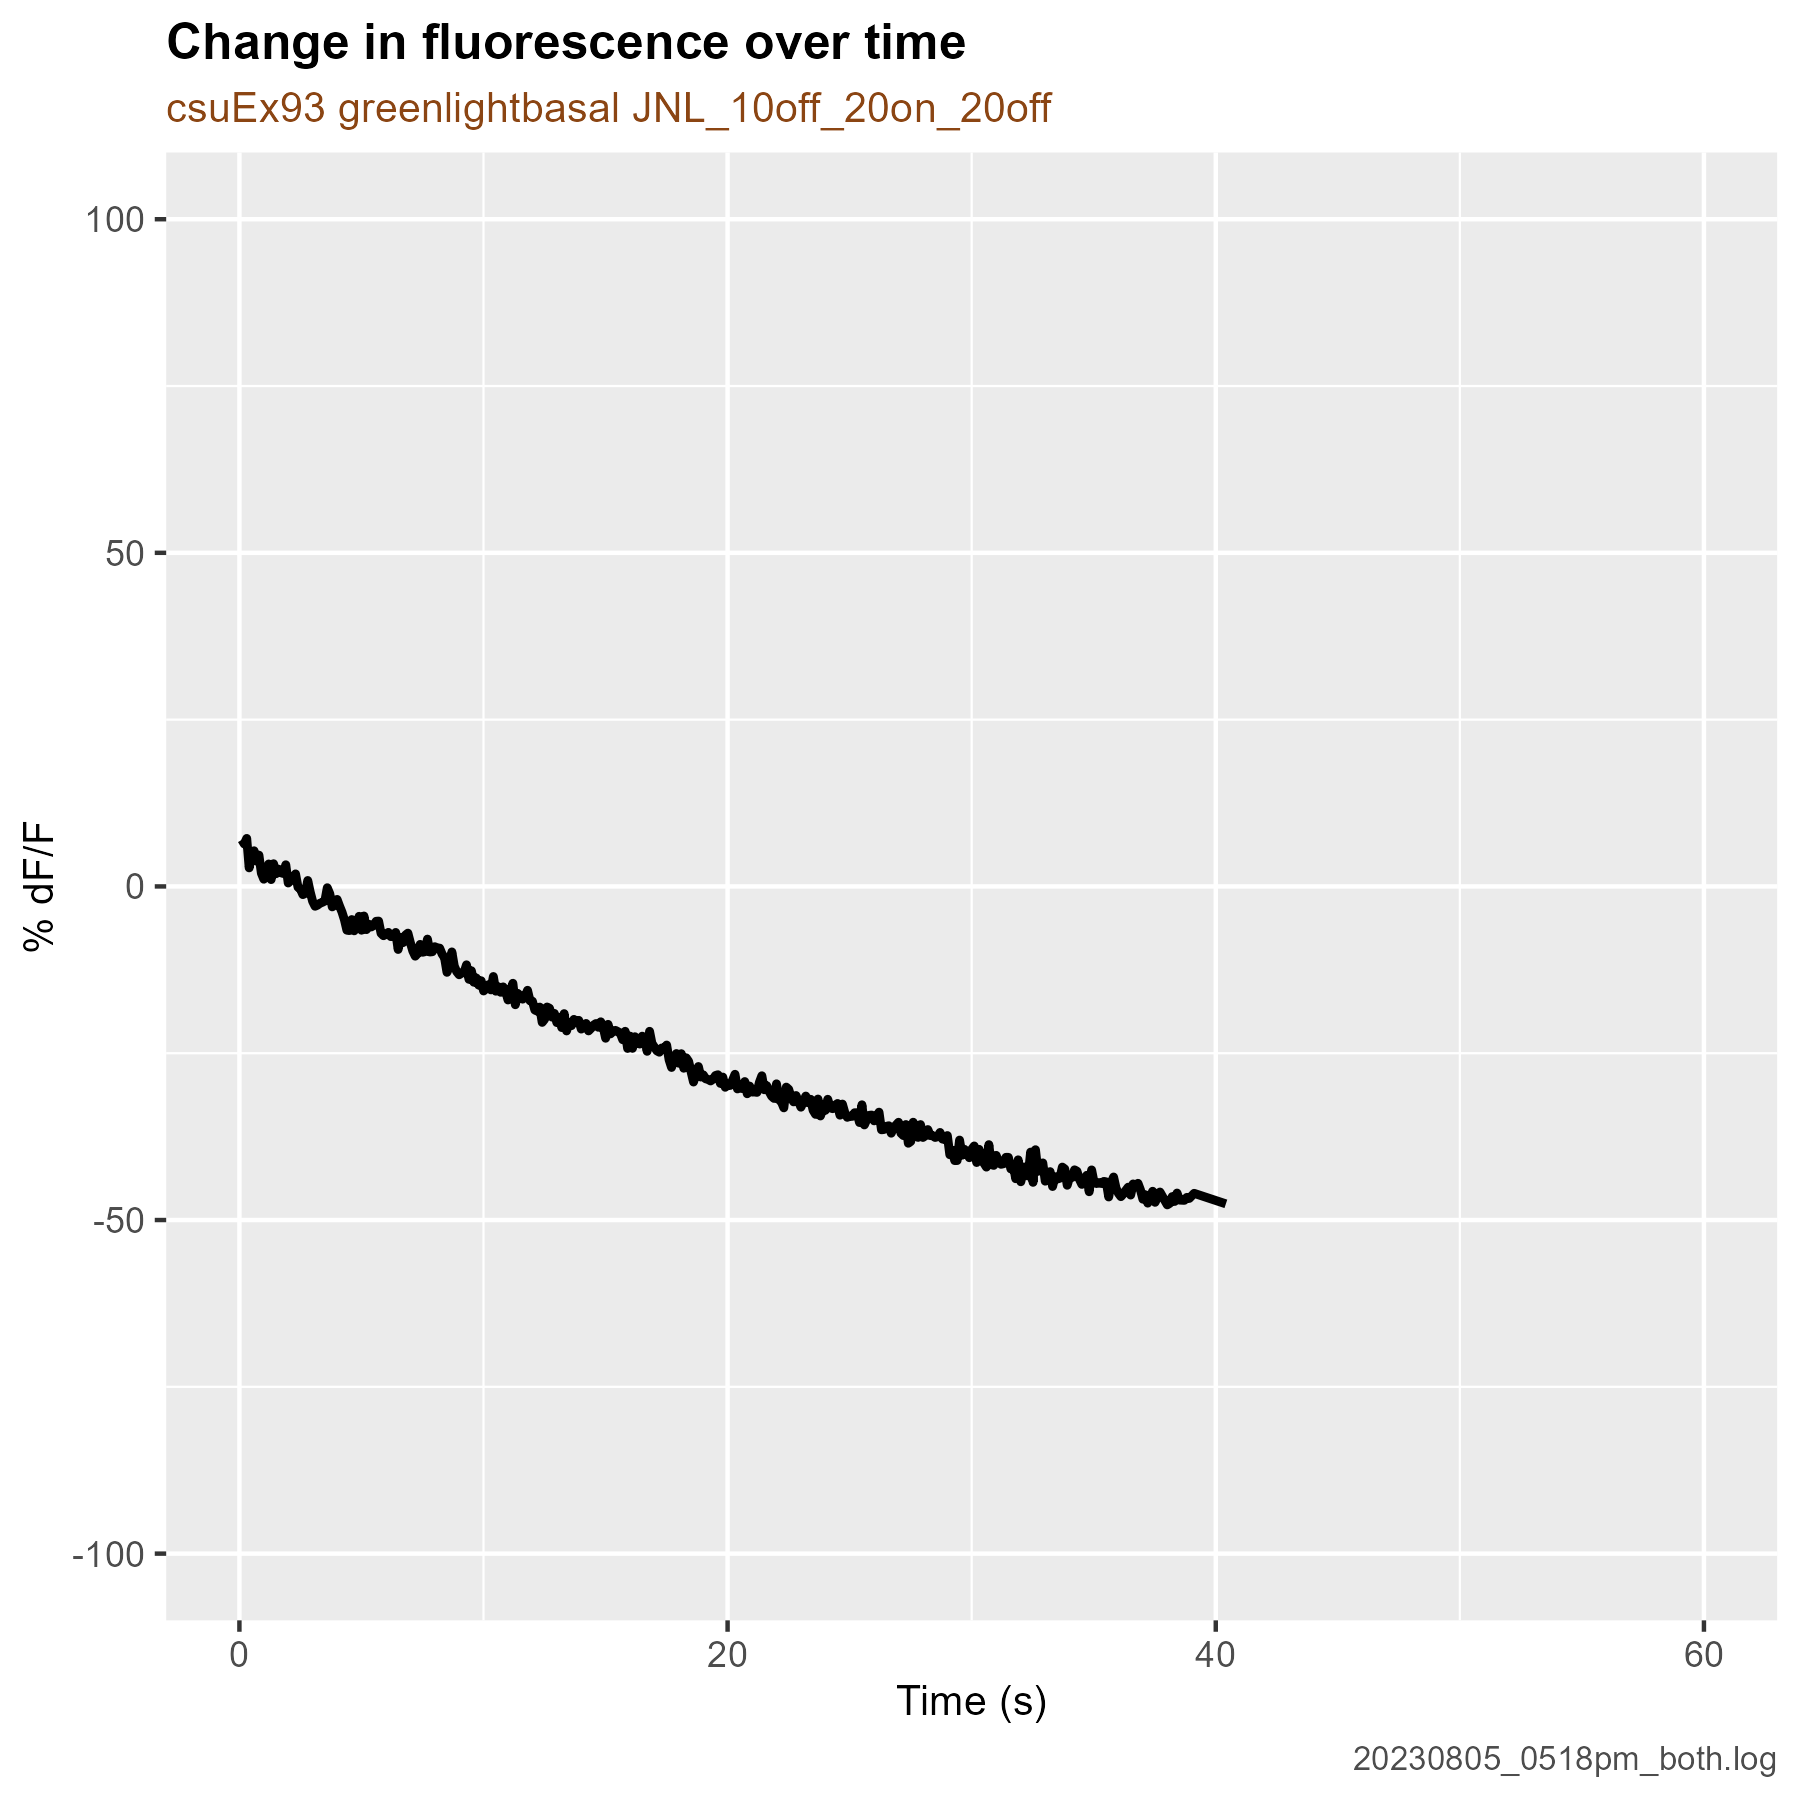 Change in fluorescence over time
csuEx93 greenlightbasal JNL_10off_20on_20off
100
50
0
-50
-100
% dF/F
0 20 40 60
Time (s)
20230805_0518pm_both.log